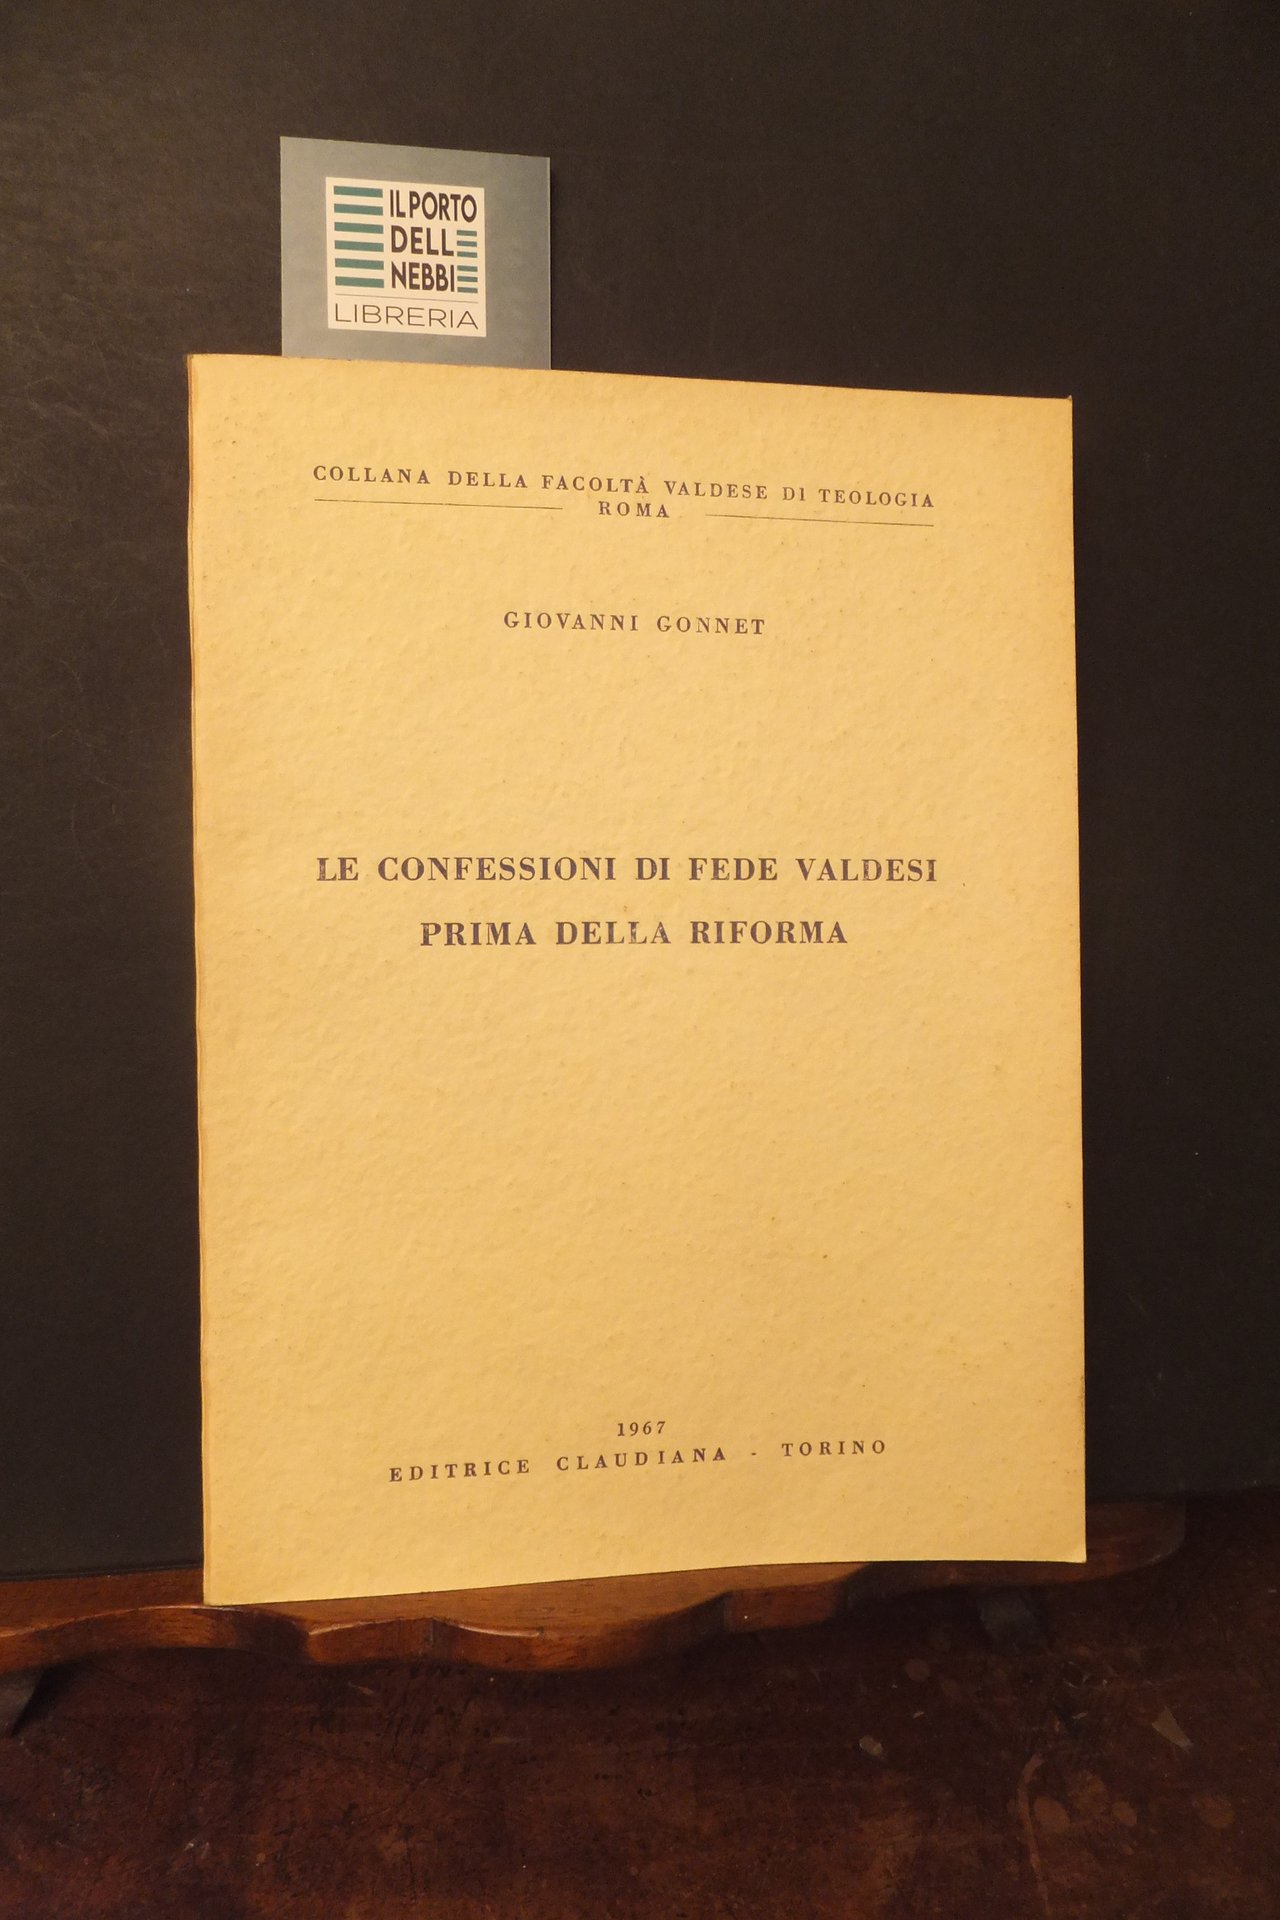 IL PORTO
DELLE
NEBBIE
LIBRERIA
COLLANA DELLA FACOLTÀ VALDESE DI TEOLOGIA
ROMA
GIOVANNI GONNET
LE CONFESSIONI DI FEDE VALDESI
PRIMA DELLA RIFORMA
1967
EDITRICE CLAUDIANA - TORINO